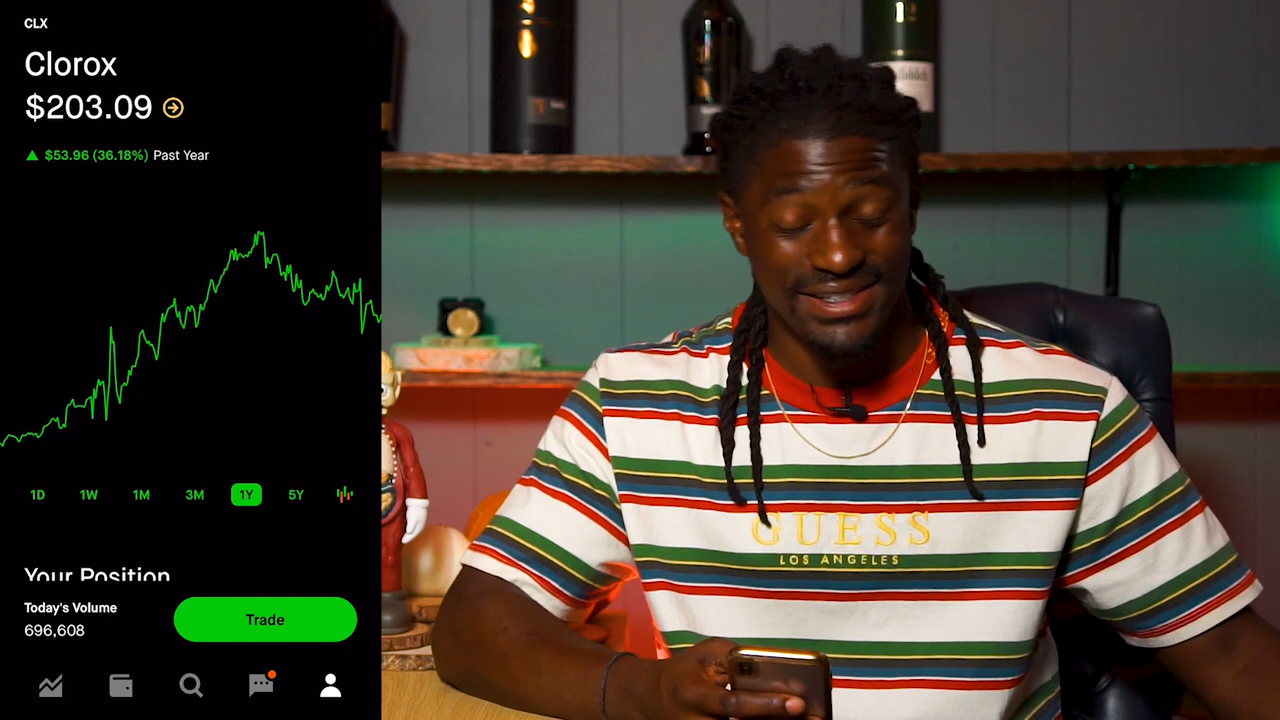 CLX
Clorox
$203.09
$53.96 (36.18%) Past Year
1D 1W 1M 3M 1Y 5Y
Your Position
Today's Volume
696,608
Trade
GUESS
LOS ANGELES